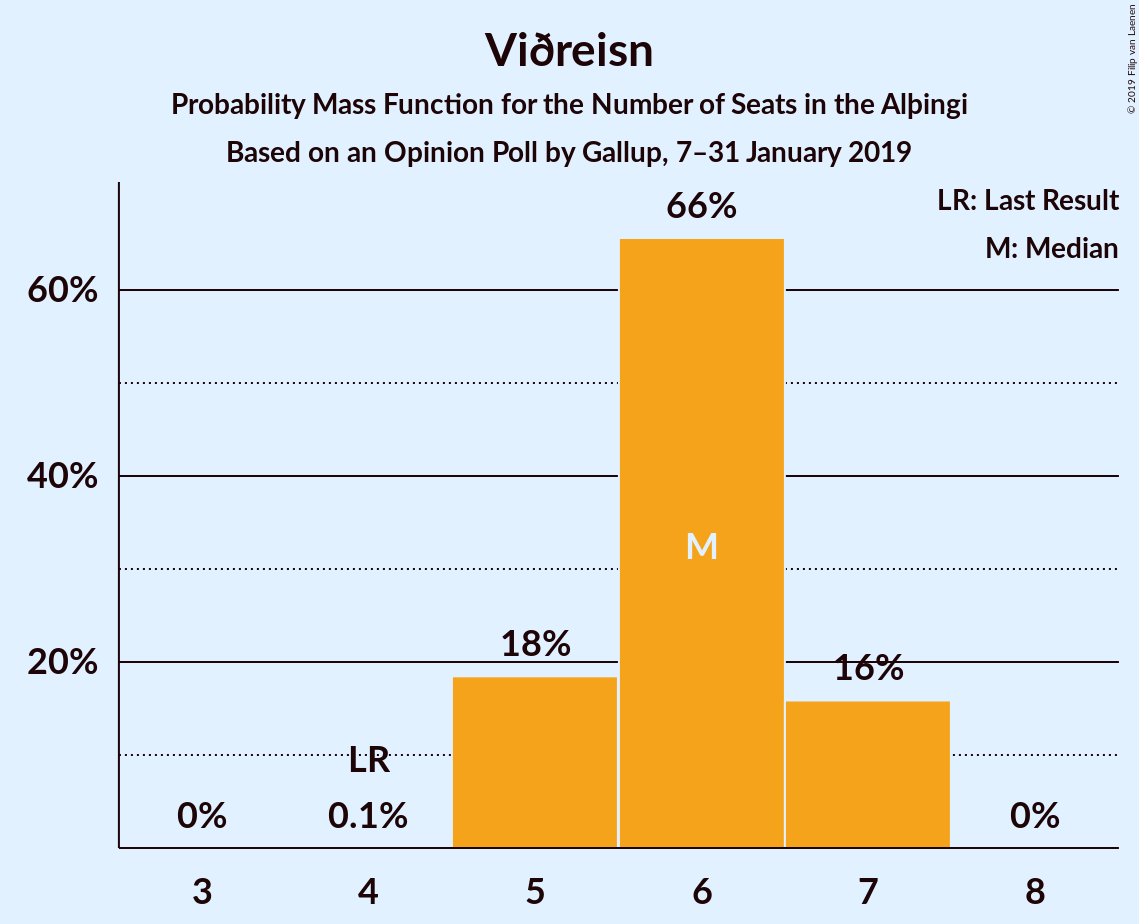 Viðreisn
Probability Mass Function for the Number of Seats in the Alþingi
Based on an Opinion Poll by Gallup, 7–31 January 2019
© 2019 Filip van Laenen
LR: Last Result
M: Median
60%
40%
20%
0%
LR
0.1%
18%
66%
M
16%
0%
3
4
5
6
7
8